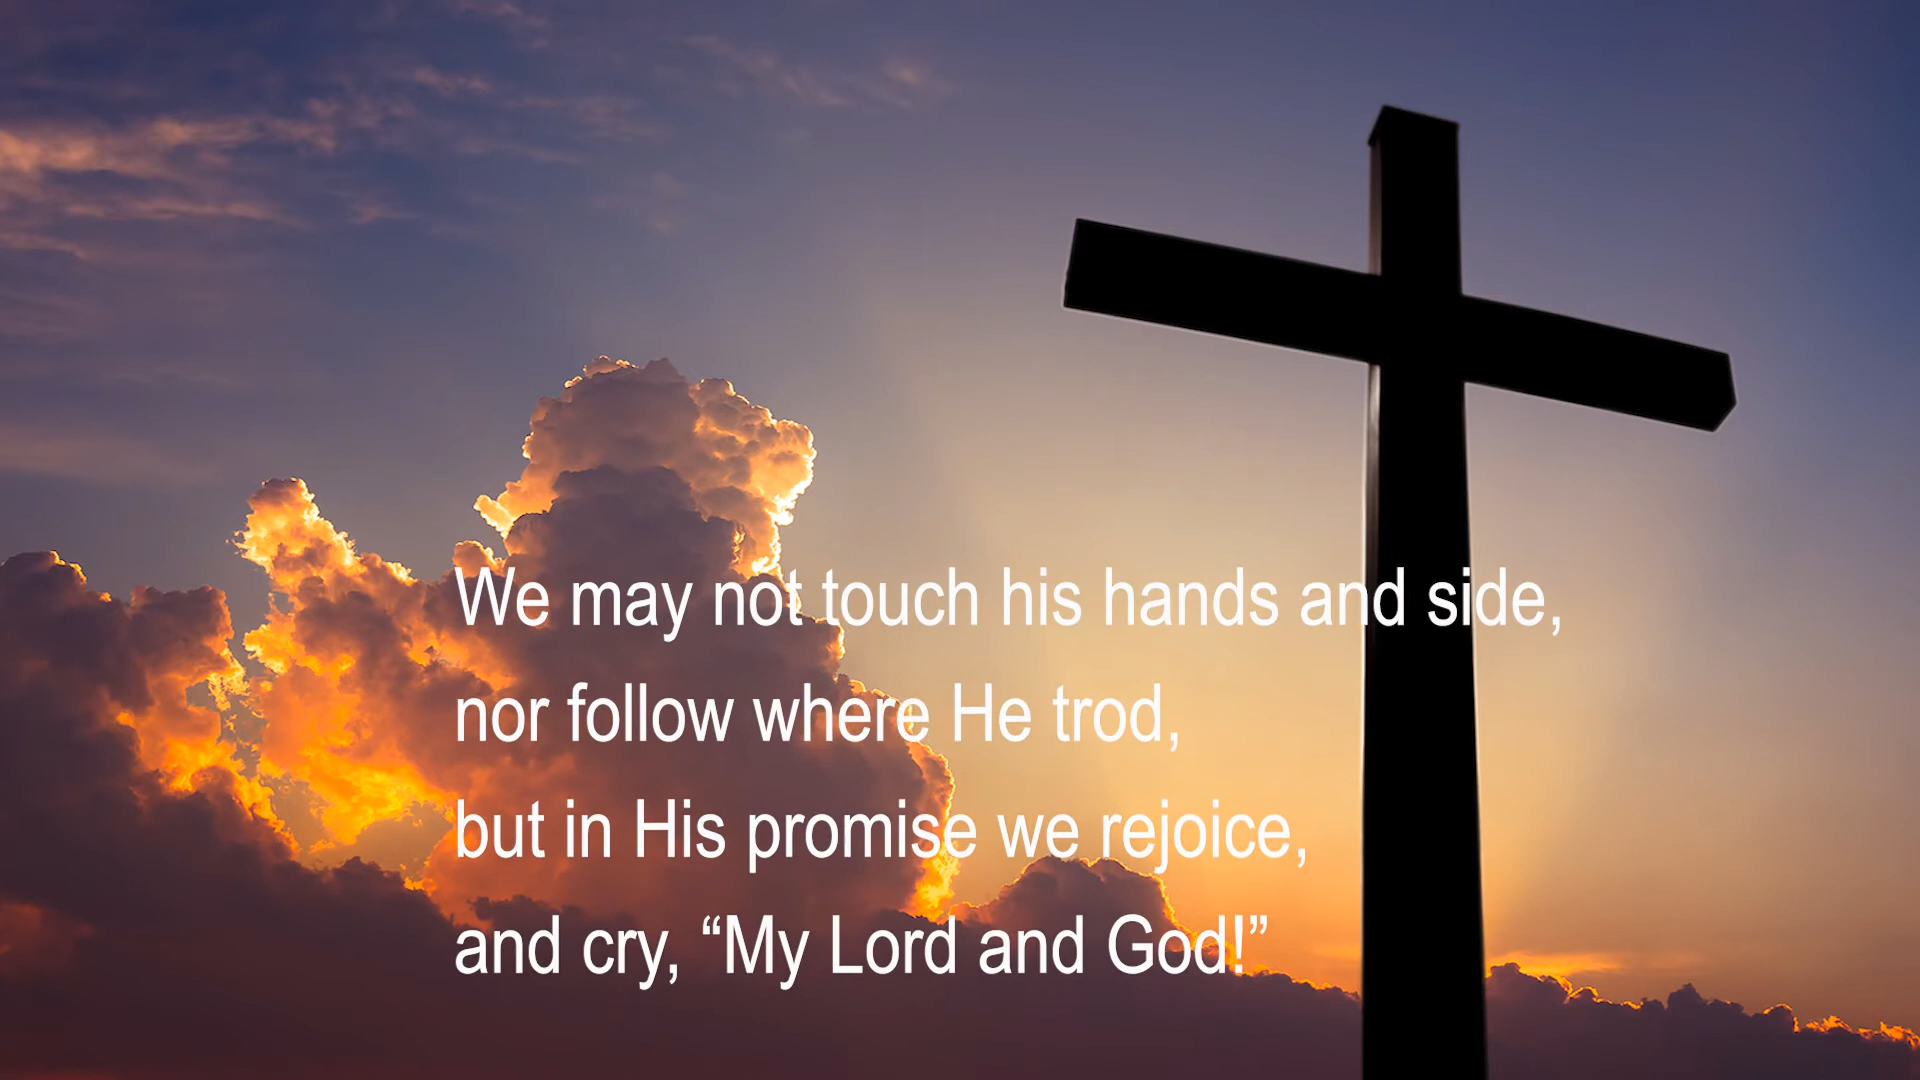 We may not touch his hands and side,
nor follow where He trod,
but in His promise we rejoice,
and cry, “My Lord and God!”